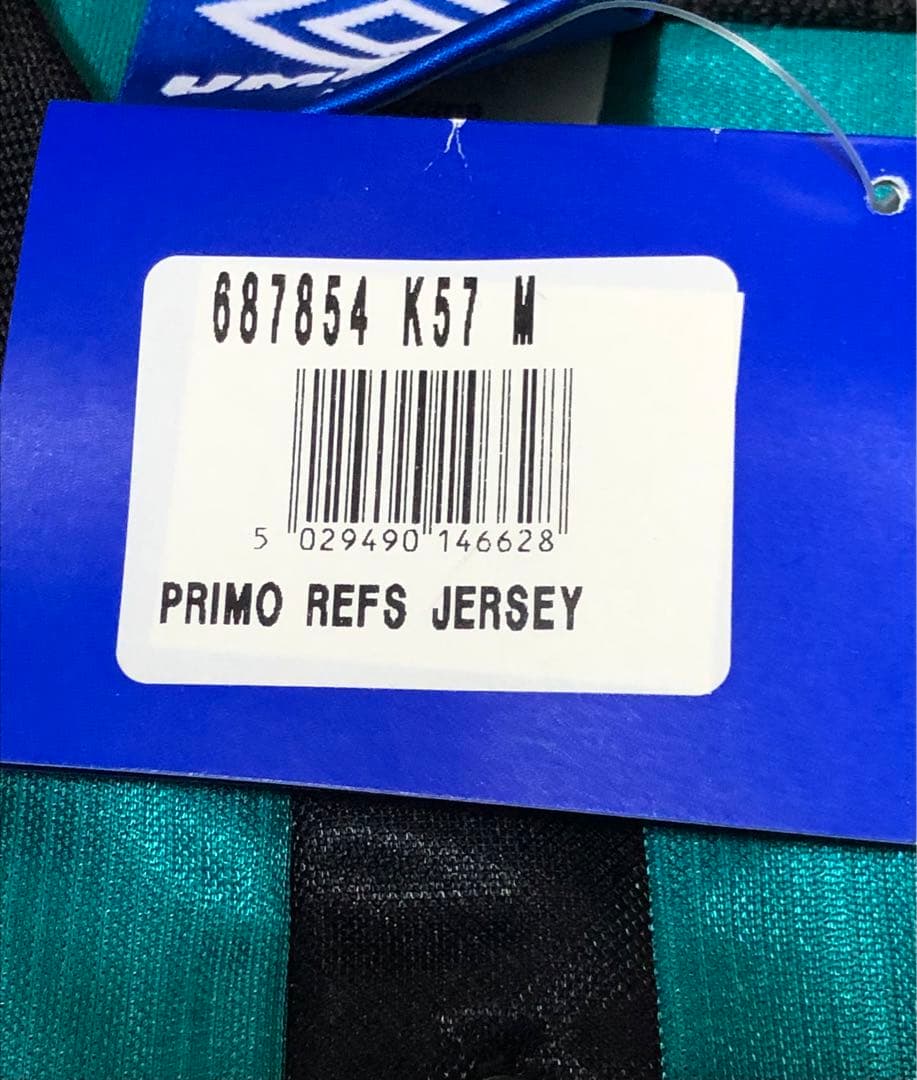 687854 K57 M
5 029490 146628
PRIMO REFS JERSEY